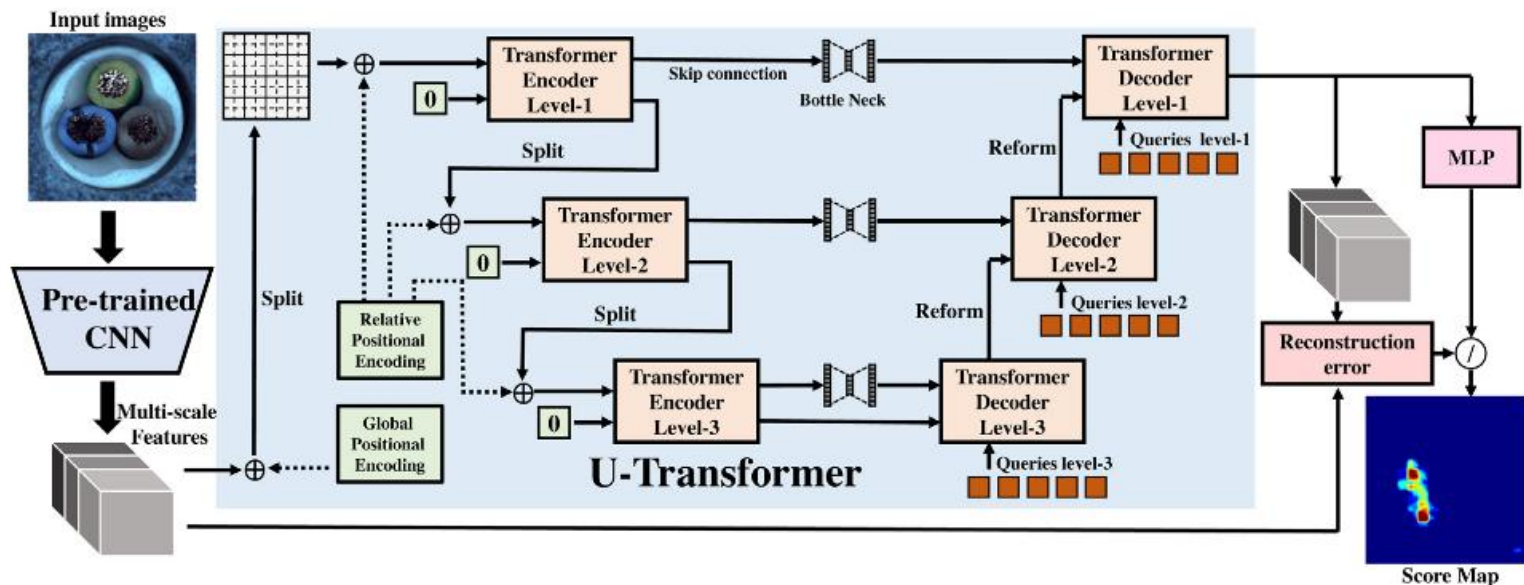 Input images
Pre-trained
CNN
Multi-scale
Features
Split
Transformer
Encoder
Level-1
0
Skip connection
Bottle Neck
Transformer
Decoder
Level-1
Queries level-1
Split
Reform
Transformer
Encoder
Level-2
0
Transformer
Decoder
Level-2
Queries level-2
Split
Reform
Relative
Positional
Encoding
Transformer
Encoder
Level-3
0
Transformer
Decoder
Level-3
Queries level-3
Global
Positional
Encoding
U-Transformer
MLP
Reconstruction
error
/
Score Map